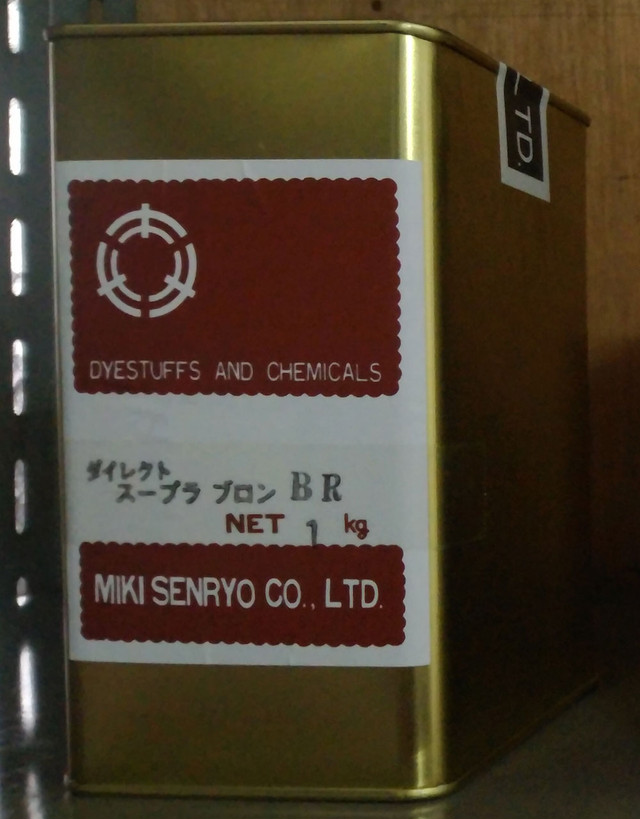 LTD.
DYESTUFFS AND CHEMICALS
ダイレクト
スープラ ブロン BR
NET 1 kg
MIKI SENRYO CO., LTD.